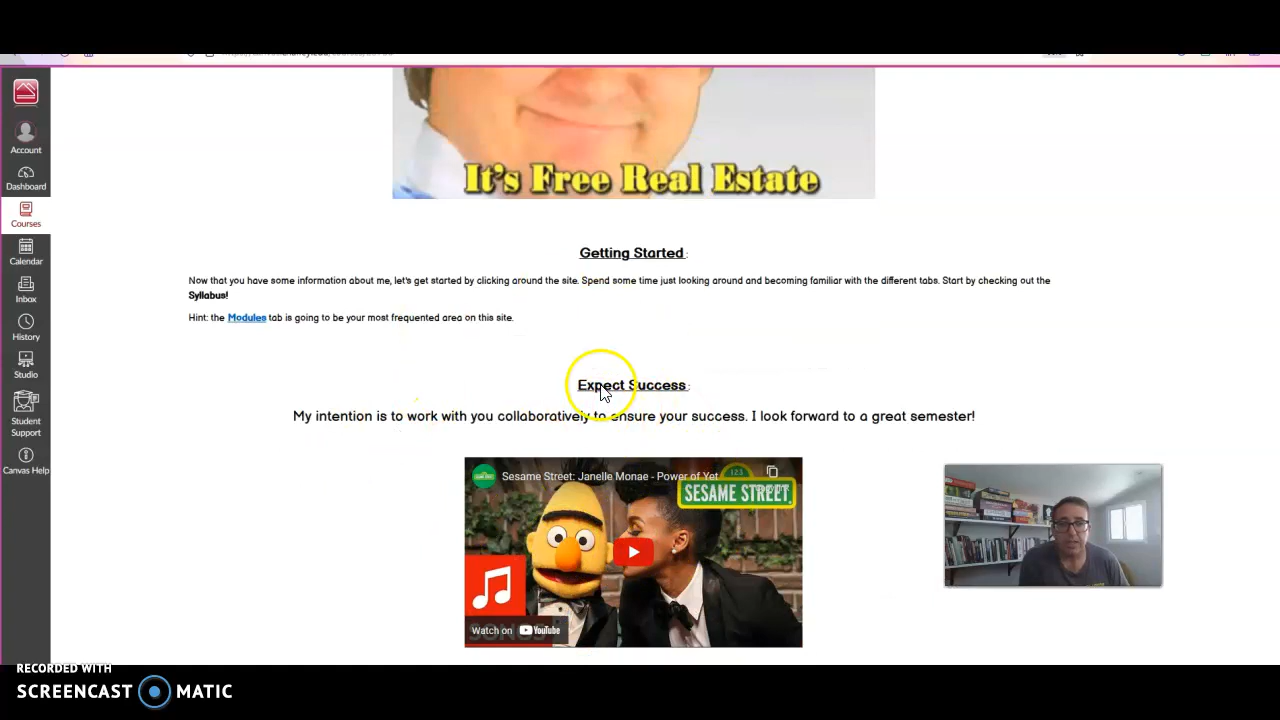 It's Free Real Estate
Account
Dashboard
Courses
Calendar
Inbox
History
Studio
Student
Support
Canvas Help
Getting Started:
Now that you have some information about me, let's get started by clicking around the site. Spend some time just looking around and becoming familiar with the different tabs. Start by checking out the
Syllabus!
Hint: the Modules tab is going to be your most frequented area on this site.
Expect Success:
My intention is to work with you collaboratively to ensure your success. I look forward to a great semester!
Sesame Street: Janelle Monae - Power of Yet
123
SESAME STREET
SONGS
Watch on YouTube
RECORDED WITH
SCREENCAST MATIC